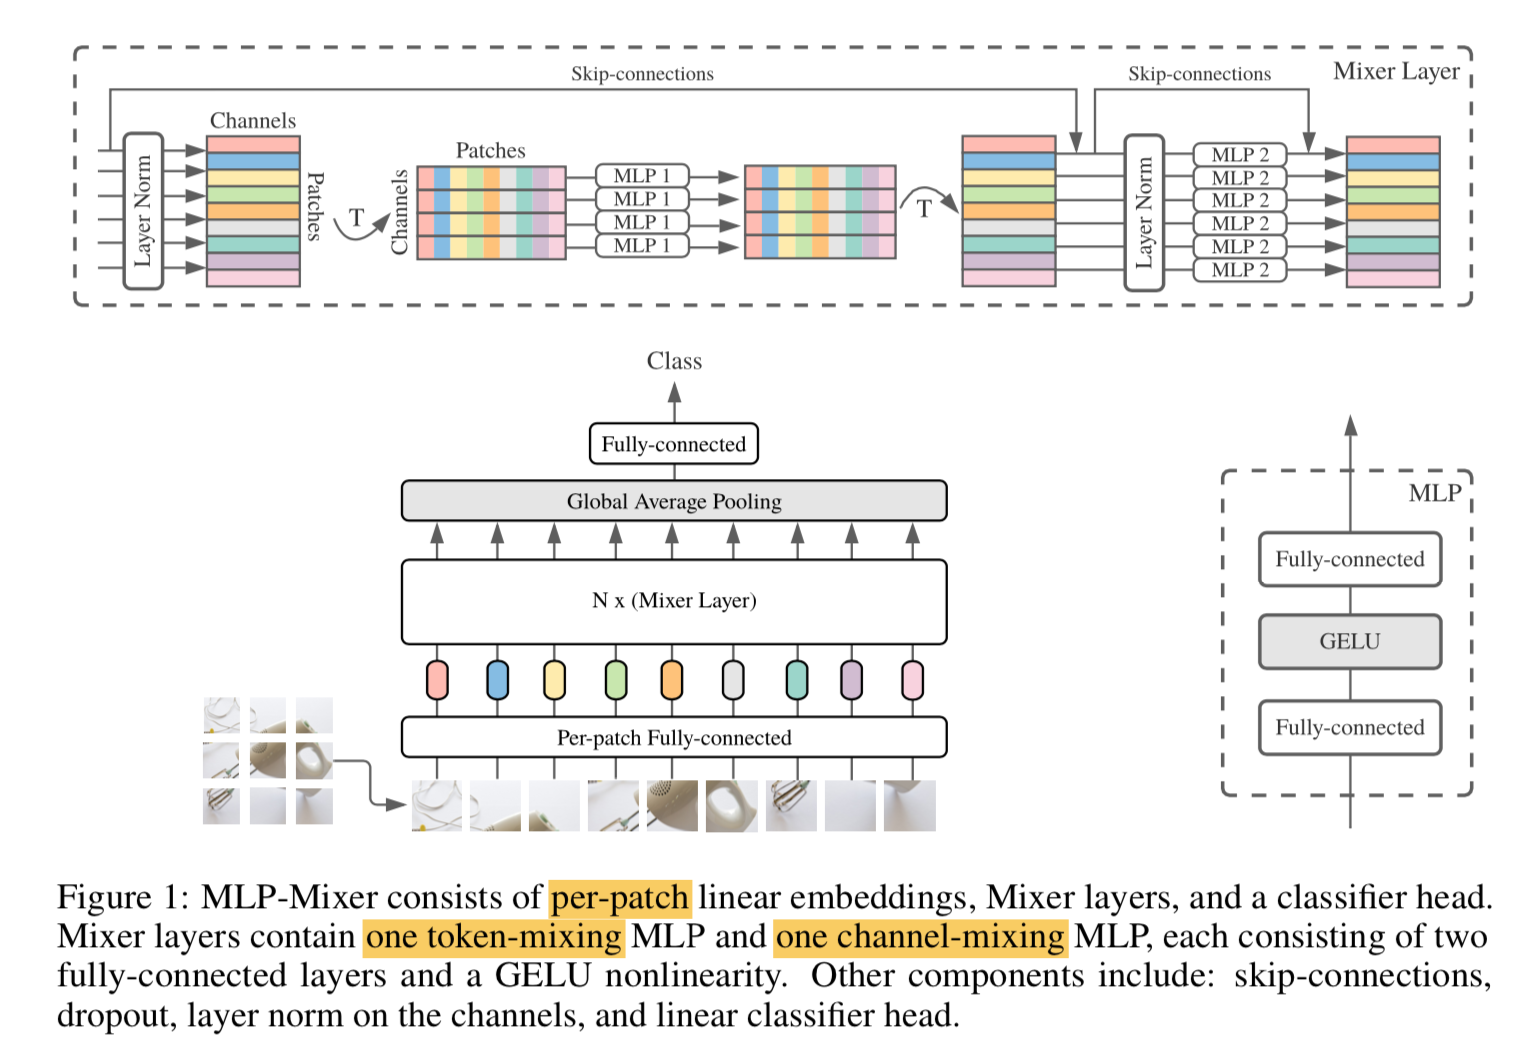 Skip-connections
Skip-connections
Mixer Layer
Channels
Layer Norm
Patches
T
Channels
Patches
MLP 1
MLP 1
MLP 1
MLP 1
T
Layer Norm
MLP 2
MLP 2
MLP 2
MLP 2
MLP 2
MLP 2
Class
Fully-connected
Global Average Pooling
N x (Mixer Layer)
Per-patch Fully-connected
MLP
Fully-connected
GELU
Fully-connected
Figure 1: MLP-Mixer consists of per-patch linear embeddings, Mixer layers, and a classifier head.
Mixer layers contain one token-mixing MLP and one channel-mixing MLP, each consisting of two
fully-connected layers and a GELU nonlinearity. Other components include: skip-connections,
dropout, layer norm on the channels, and linear classifier head.